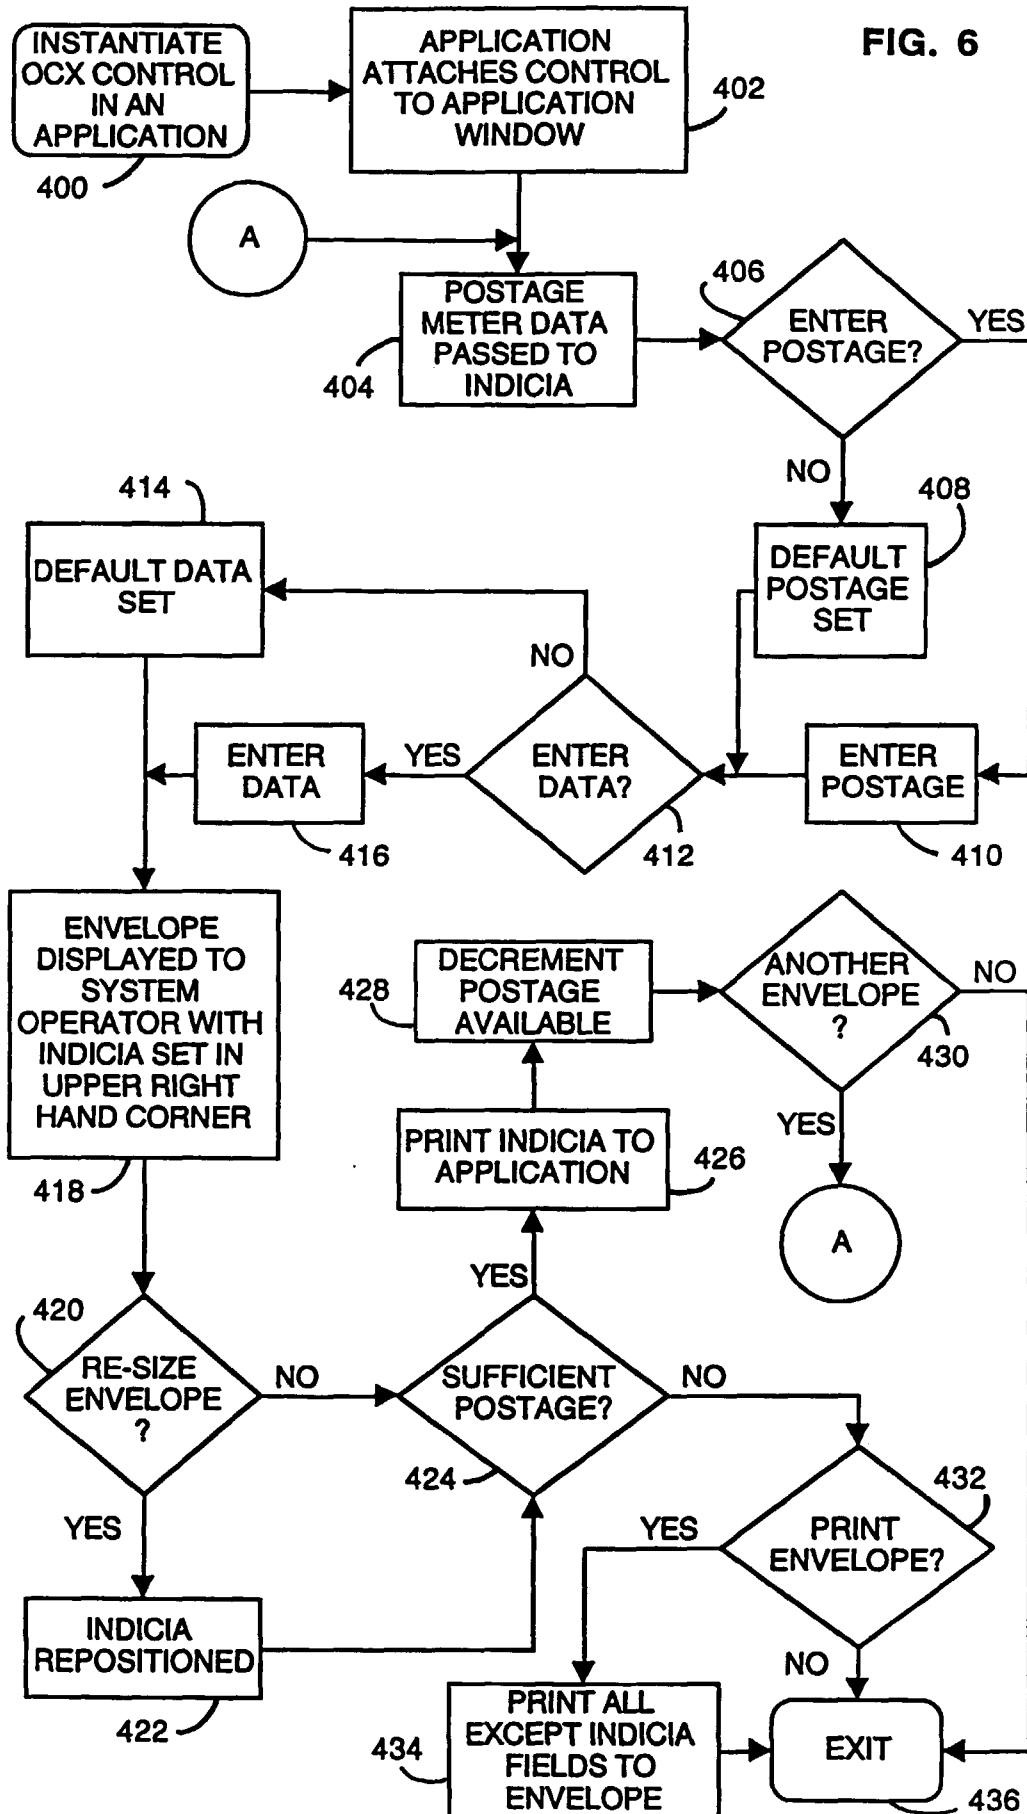 FIG. 6
INSTANTIATE
OCX CONTROL
IN AN
APPLICATION
400
APPLICATION
ATTACHES CONTROL
TO APPLICATION
WINDOW
402
A
POSTAGE
METER DATA
PASSED TO
INDICIA
404
406
ENTER
POSTAGE?
YES
NO
408
DEFAULT
POSTAGE
SET
414
DEFAULT DATA
SET
NO
ENTER
DATA?
YES
412
ENTER
DATA
416
ENTER
POSTAGE
410
ENVELOPE
DISPLAYED TO
SYSTEM
OPERATOR WITH
INDICIA SET IN
UPPER RIGHT
HAND CORNER
418
DECREMENT
POSTAGE
AVAILABLE
428
ANOTHER
ENVELOPE
?
NO
430
YES
A
PRINT INDICIA TO
APPLICATION
426
YES
420
RE-SIZE
ENVELOPE
?
NO
YES
SUFFICIENT
POSTAGE?
NO
424
INDICIA
REPOSITIONED
422
432
PRINT
ENVELOPE?
YES
NO
PRINT ALL
EXCEPT INDICIA
FIELDS TO
ENVELOPE
434
EXIT
436